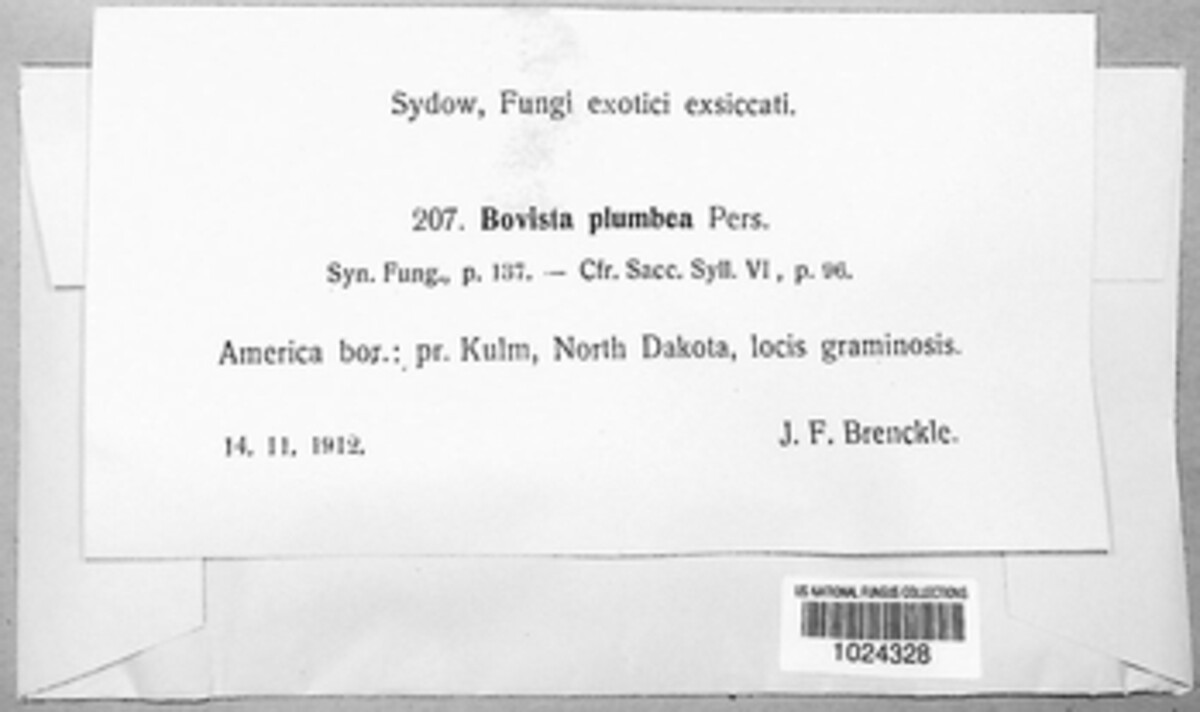 Sydow, Fungi exotici exsiccati.
207. Bovista plumbea Pers.
Syn. Fung., p. 137. — Cfr. Sacc. Syll. VI, p. 96.
America bor.: pr. Kulm, North Dakota, locis graminosis.
14. 11. 1912.
J. F. Brenckle.
US NATIONAL FUNGUS COLLECTIONS
1024328